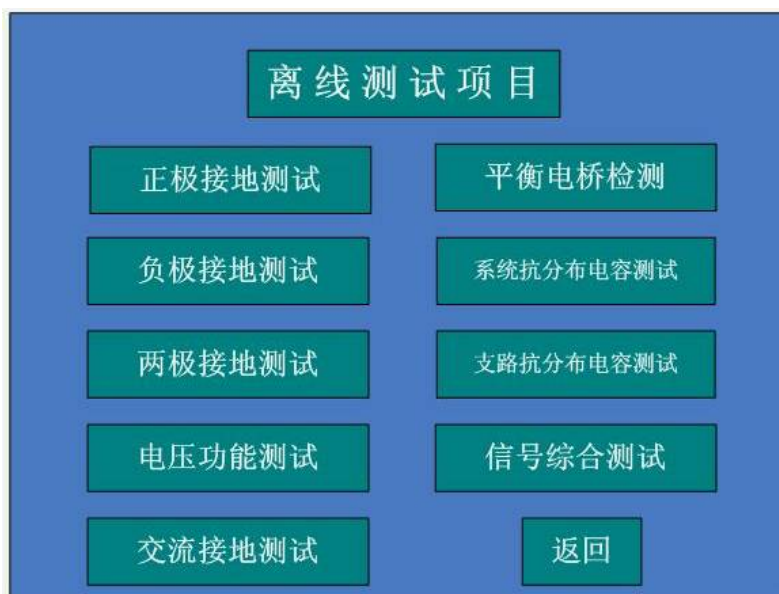 离线测试项目
正极接地测试
平衡电桥检测
负极接地测试
系统抗分布电容测试
两极接地测试
支路抗分布电容测试
电压功能测试
信号综合测试
交流接地测试
返回